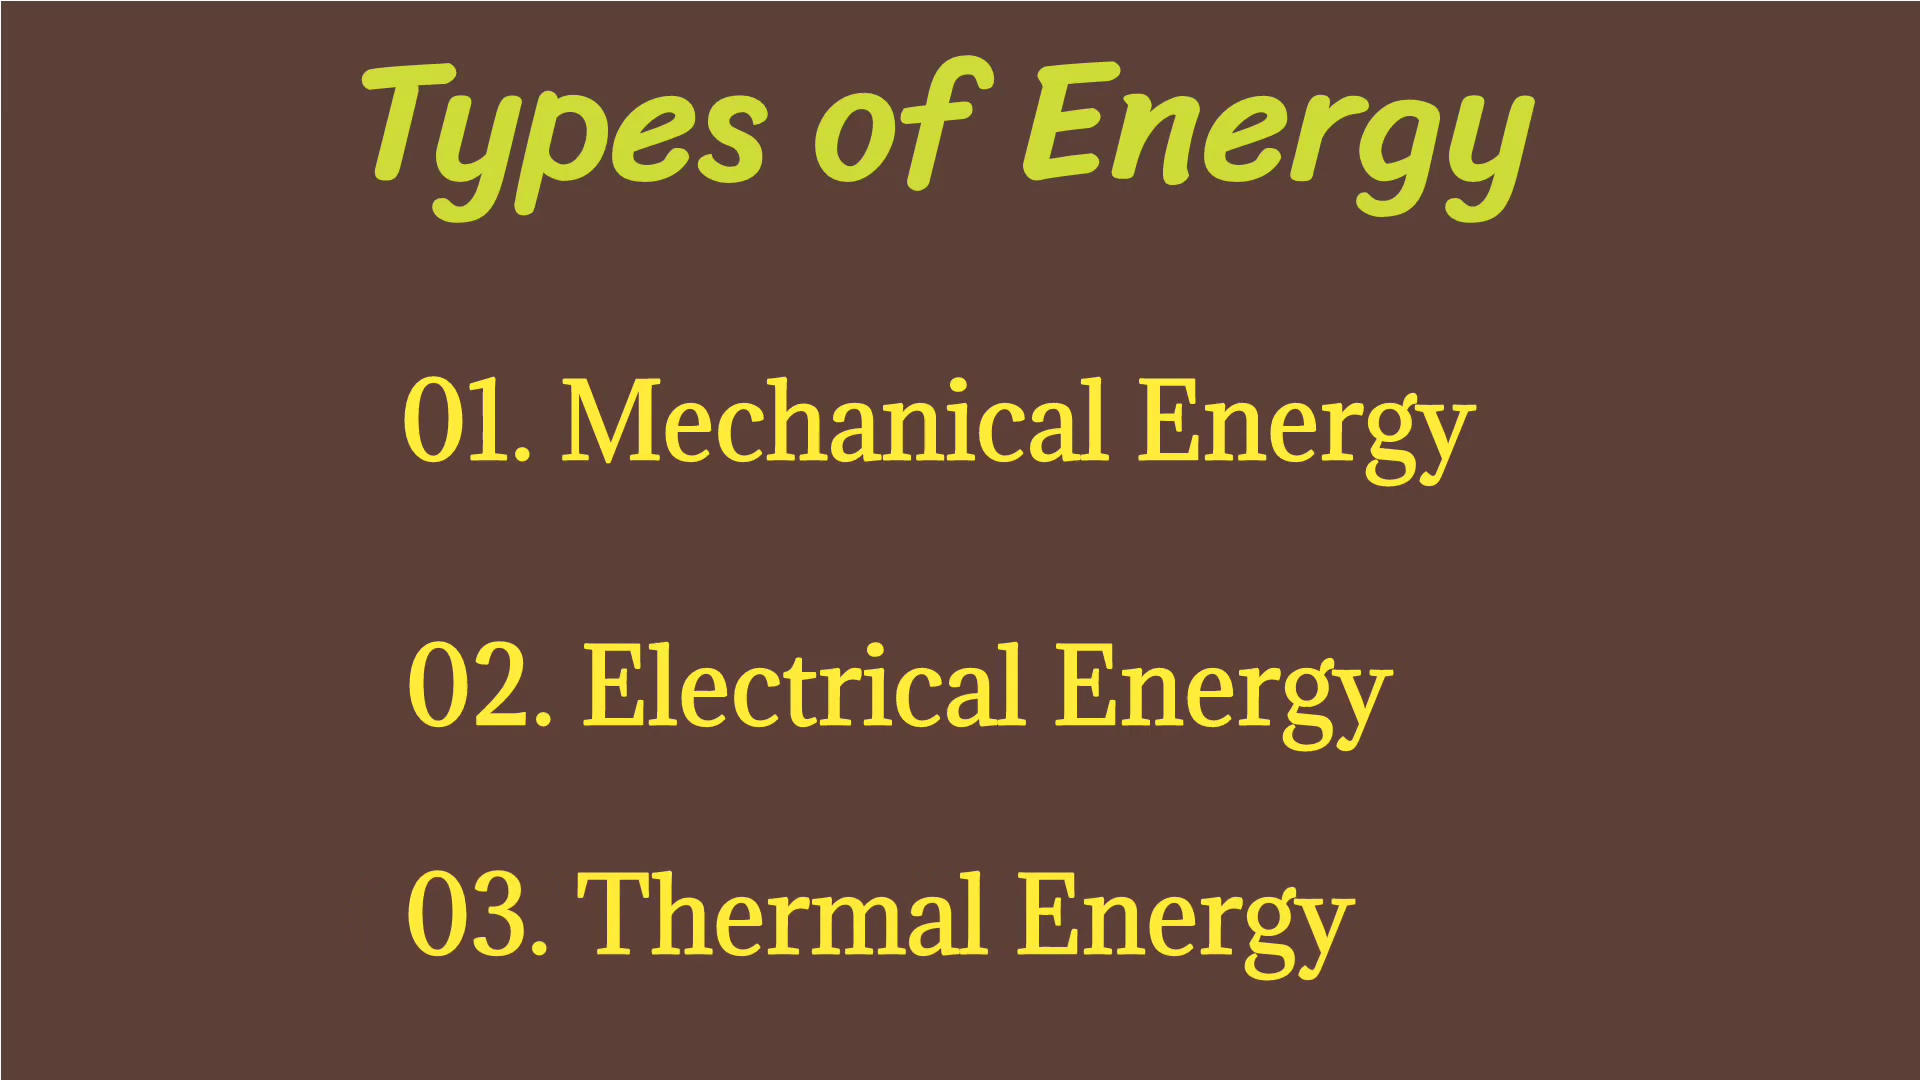 Types of Energy
01. Mechanical Energy
02. Electrical Energy
03. Thermal Energy